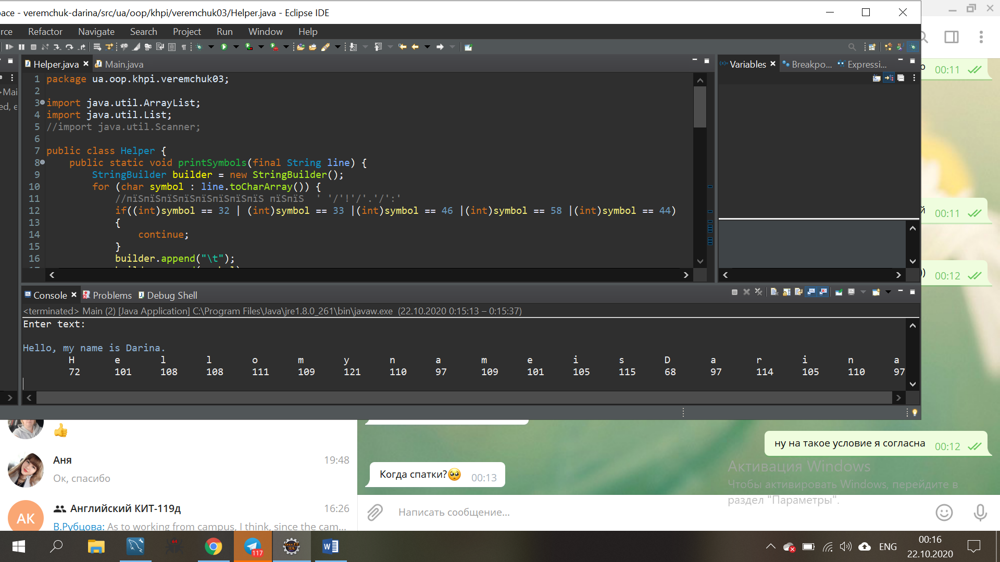 ace - veremchuk-darina/src/ua/oop/khpi/veremchuk03/Helper.java - Eclipse IDE
rce Refactor Navigate Search Project Run Window Help
Helper.java Main.java
Variables Breakpo... Expressi...
Mai
ed, e
1 package ua.oop.khpi.veremchuk03;
2
3 import java.util.ArrayList;
4 import java.util.List;
5 //import java.util.Scanner;
6
7 public class Helper {
8 public static void printSymbols(final String line) {
9 StringBuilder builder = new StringBuilder();
10 for (char symbol : line.toCharArray()) {
11 //пїЅпїЅпїЅпїЅпїЅпїЅпїЅпїЅ пїЅпїЅ ' '/'!'/'.'/':'
12 if((int)symbol == 32 | (int)symbol == 33 |(int)symbol == 46 |(int)symbol == 58 |(int)symbol == 44)
13 {
14 continue;
15 }
16 builder.append("\t");
Console Problems Debug Shell
<terminated> Main (2) [Java Application] C:\Program Files\Java\jre1.8.0_261\bin\javaw.exe (22.10.2020 0:15:13 – 0:15:37)
Enter text:
Hello, my name is Darina.
H e l l o m y n a m e i s D a r i n a
72 101 108 108 111 109 121 110 97 109 101 105 115 68 97 114 105 110 97
о 00:11
й 00:11
)) 00:12
ну на такое условие я согласна 00:12
Аня 19:48
Ок, спасибо
Когда спатки? 00:13
АК
Английский КИТ-119д 16:26
В.Рубцова: As to working from campus, I think, since the cam...
Активация Windows
Чтобы активировать Windows, перейдите в
раздел "Параметры".
Написать сообщение...
64
117
Java EE
IDE
ENG
00:16
22.10.2020